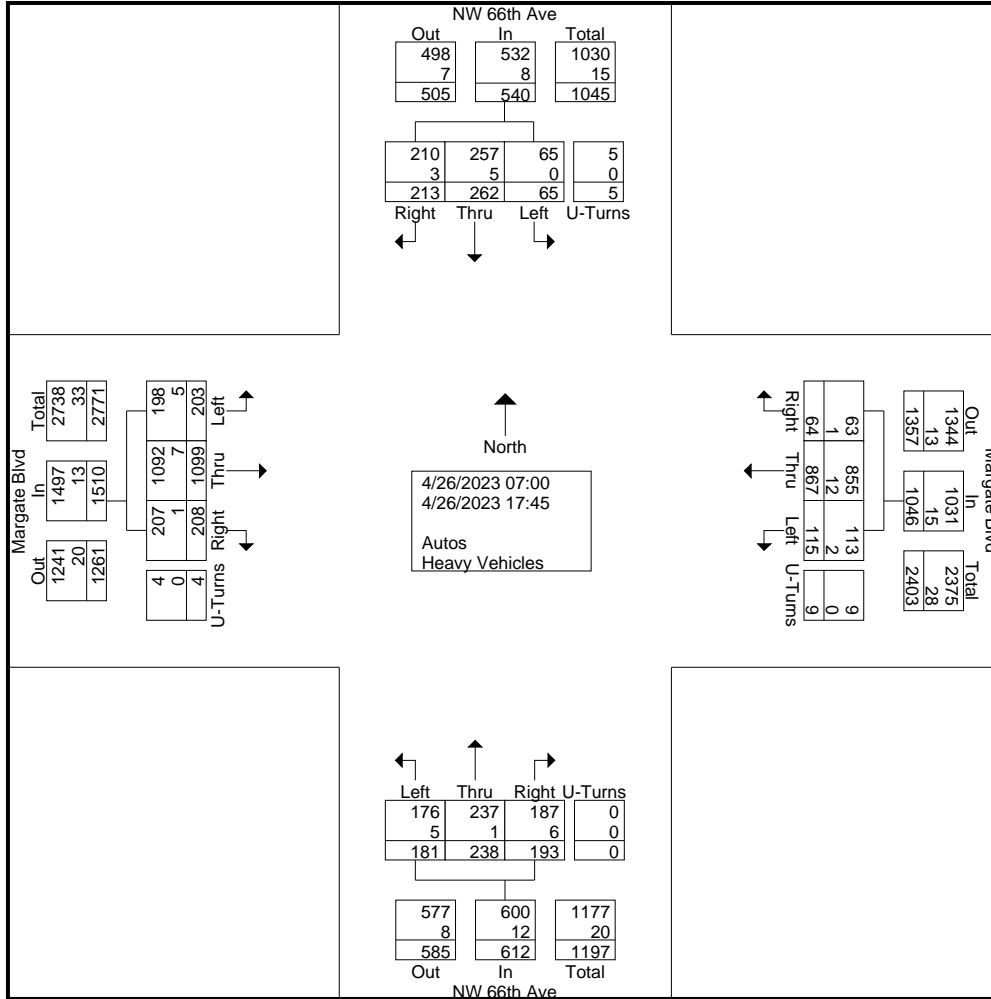 NW 66th Ave
Out In Total
498 532 1030
7 8 15
505 540 1045
210 257 65 5
3 5 0 0
213 262 65 5
Right Thru Left U-Turns
Margate Blvd
Total In Out
2738 1497 1241
33 13 20
2771 1510 1261
198 1092 207 4
5 7 1 0
203 1099 208 4
Left Thru Right U-Turns
North
4/26/2023 07:00
4/26/2023 17:45
Autos
Heavy Vehicles
Right Thru Left U-Turns
63 855 113 9
1 12 2 0
64 867 115 9
Margate Blvd
Out In Total
1344 1031 2375
13 15 28
1357 1046 2403
Left Thru Right U-Turns
176 237 187 0
5 1 6 0
181 238 193 0
577 600 1177
8 12 20
585 612 1197
Out In Total
NW 66th Ave